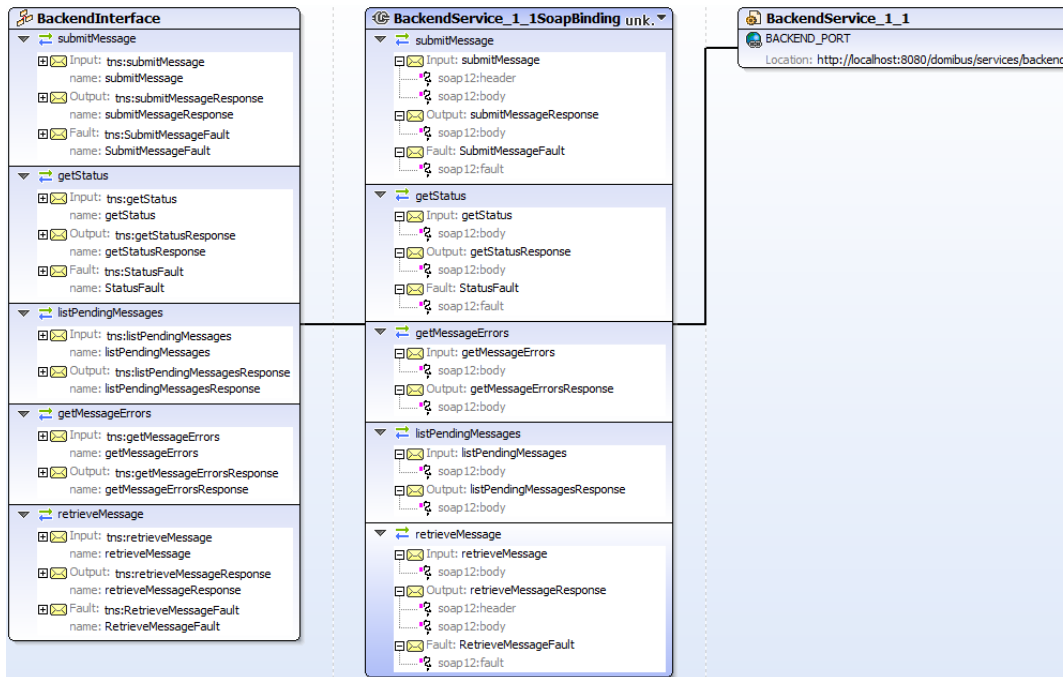 BackendInterface
submitMessage
Input: tns:submitMessage
name: submitMessage
Output: tns:submitMessageResponse
name: submitMessageResponse
Fault: tns:SubmitMessageFault
name: SubmitMessageFault
getStatus
Input: tns:getStatus
name: getStatus
Output: tns:getStatusResponse
name: getStatusResponse
Fault: tns:StatusFault
name: StatusFault
listPendingMessages
Input: tns:listPendingMessages
name: listPendingMessages
Output: tns:listPendingMessagesResponse
name: listPendingMessagesResponse
getMessageErrors
Input: tns:getMessageErrors
name: getMessageErrors
Output: tns:getMessageErrorsResponse
name: getMessageErrorsResponse
retrieveMessage
Input: tns:retrieveMessage
name: retrieveMessage
Output: tns:retrieveMessageResponse
name: retrieveMessageResponse
Fault: tns:RetrieveMessageFault
name: RetrieveMessageFault
BackendService_1_1SoapBinding unk.
submitMessage
Input: submitMessage
soap12:header
soap12:body
Output: submitMessageResponse
soap12:body
Fault: SubmitMessageFault
soap12:fault
getStatus
Input: getStatus
soap12:body
Output: getStatusResponse
soap12:body
Fault: StatusFault
soap12:fault
getMessageErrors
Input: getMessageErrors
soap12:body
Output: getMessageErrorsResponse
soap12:body
listPendingMessages
Input: listPendingMessages
soap12:body
Output: listPendingMessagesResponse
soap12:body
retrieveMessage
Input: retrieveMessage
soap12:body
Output: retrieveMessageResponse
soap12:header
soap12:body
Fault: RetrieveMessageFault
soap12:fault
BackendService_1_1
BACKEND_PORT
Location: http://localhost:8080/domibus/services/backend